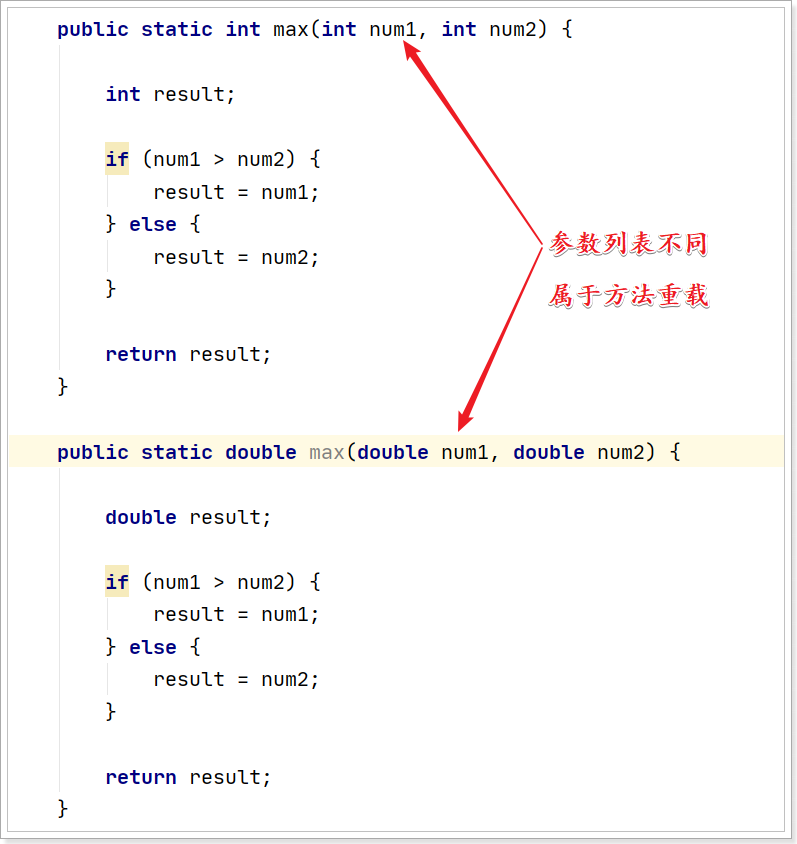 public static int max(int num1, int num2) {
int result;
if (num1 > num2) {
result = num1;
} else {
result = num2;
}
return result;
}
参数列表不同
属于方法重载
public static double max(double num1, double num2) {
double result;
if (num1 > num2) {
result = num1;
} else {
result = num2;
}
return result;
}